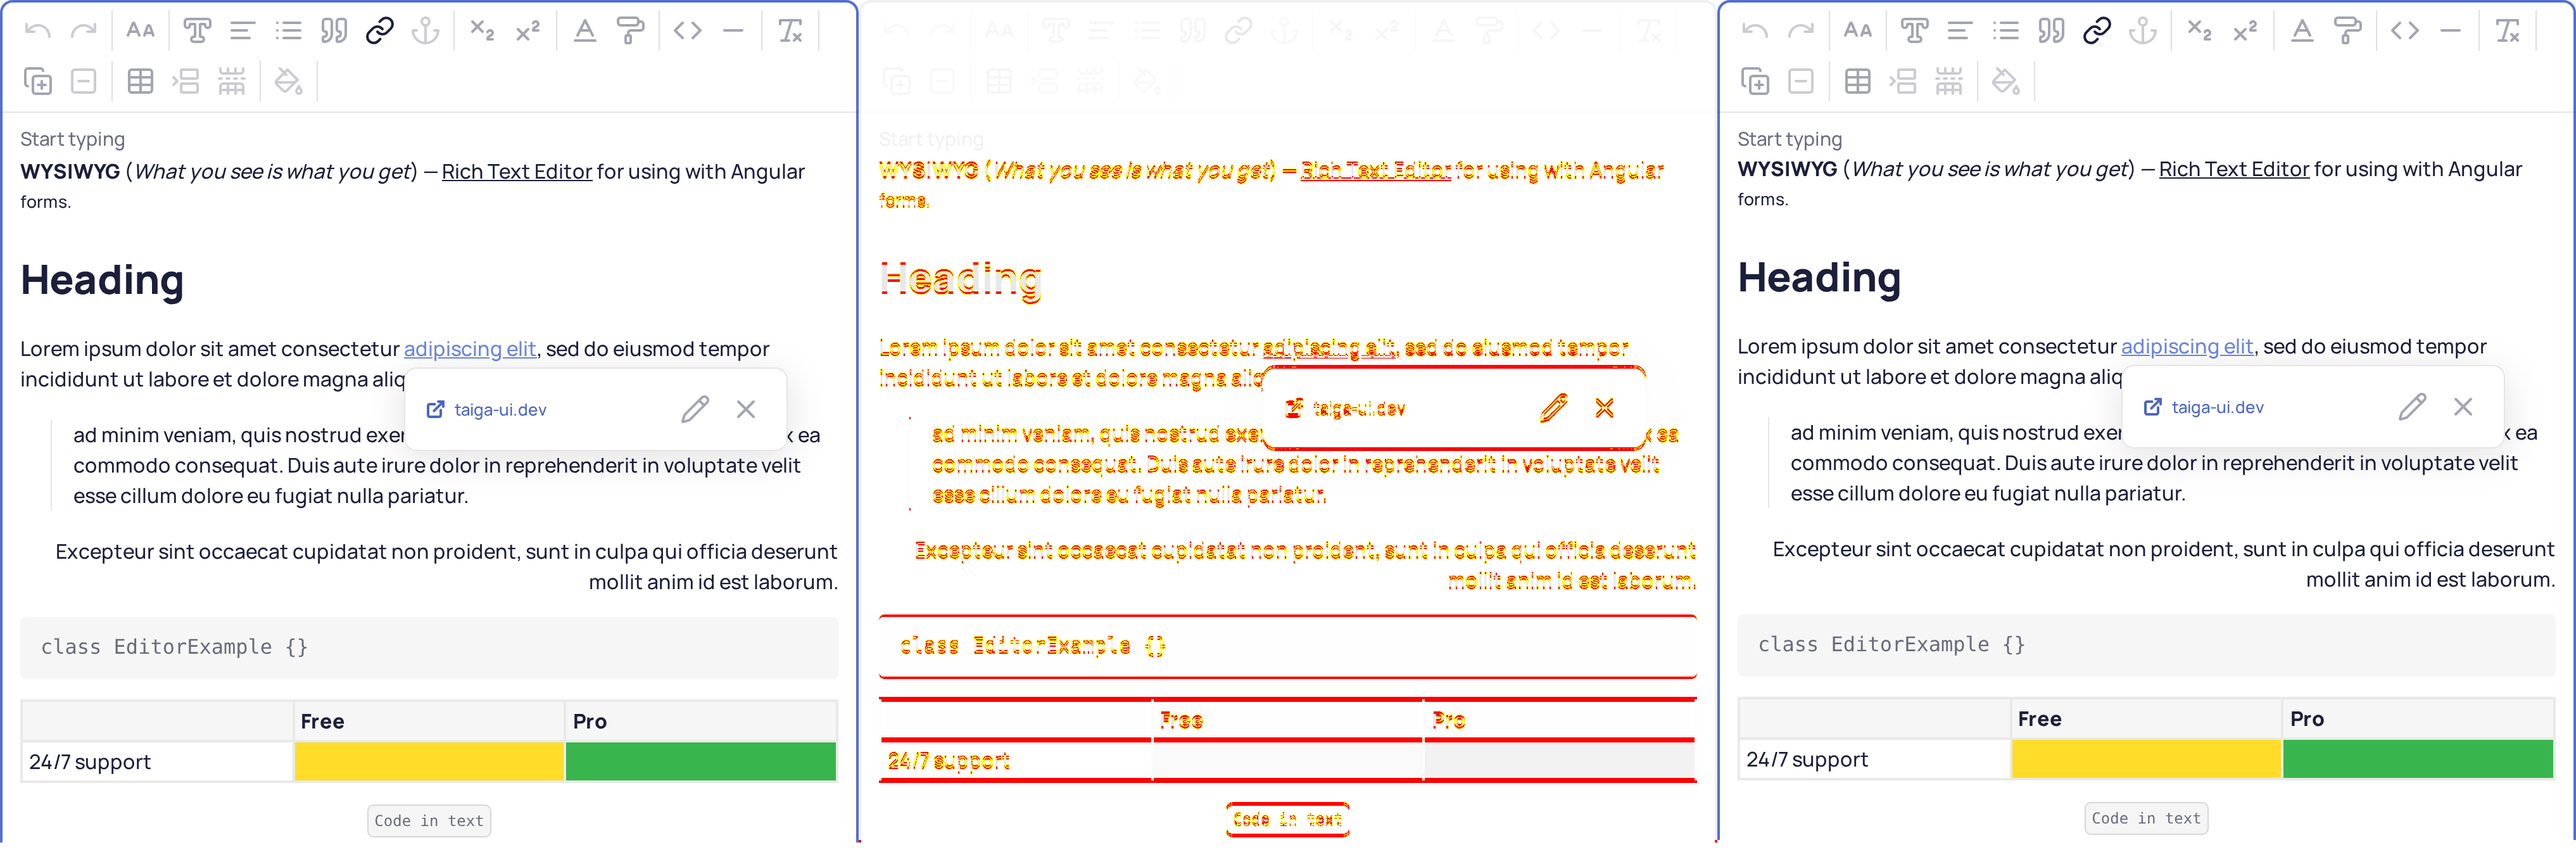 Start typing
WYSIWYG (What you see is what you get) — Rich Text Editor for using with Angular
forms.
Heading
Lorem ipsum dolor sit amet consectetur adipiscing elit, sed do eiusmod tempor
incididunt ut labore et dolore magna aliq
taiga-ui.dev
ad minim veniam, quis nostrud exer x ea
commodo consequat. Duis aute irure dolor in reprehenderit in voluptate velit
esse cillum dolore eu fugiat nulla pariatur.
Excepteur sint occaecat cupidatat non proident, sunt in culpa qui officia deserunt
mollit anim id est laborum.
class EditorExample {}
Free Pro
24/7 support
Code in text
Start typing
WYSIWYG (What you see is what you get) — Rich Text Editor for using with Angular
forms.
Heading
Lorem ipsum dolor sit amet consectetur adipiscing elit, sed do eiusmod tempor
incididunt ut labore et dolore magna aliq
taiga-ui.dev
ad minim veniam, quis nostrud exer x ea
commodo consequat. Duis aute irure dolor in reprehenderit in voluptate velit
esse cillum dolore eu fugiat nulla pariatur.
Excepteur sint occaecat cupidatat non proident, sunt in culpa qui officia deserunt
mollit anim id est laborum.
class EditorExample {}
Free Pro
24/7 support
Code in text
Start typing
WYSIWYG (What you see is what you get) — Rich Text Editor for using with Angular
forms.
Heading
Lorem ipsum dolor sit amet consectetur adipiscing elit, sed do eiusmod tempor
incididunt ut labore et dolore magna aliq
taiga-ui.dev
ad minim veniam, quis nostrud exer x ea
commodo consequat. Duis aute irure dolor in reprehenderit in voluptate velit
esse cillum dolore eu fugiat nulla pariatur.
Excepteur sint occaecat cupidatat non proident, sunt in culpa qui officia deserunt
mollit anim id est laborum.
class EditorExample {}
Free Pro
24/7 support
Code in text